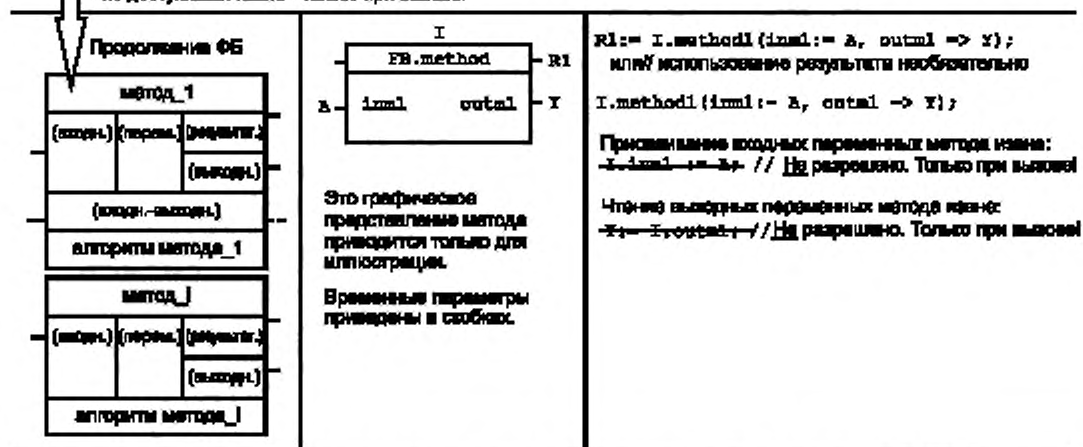 Продолжение ФБ
метод_1
(входн.) (перем.) (результат.)
(выходн.)
(входн.-выходн.)
алгоритм метода_1
метод_i
(входн.) (перем.) (результат.)
(выходн.)
алгоритм метода_i
I
FB.method
R1
A
inm1
outm1
Y
Это графическое
представление метода
приводится только для
иллюстрации.
Временные параметры
приведены в скобках.
R1:= I.method1(inm1:= A, outm1 => Y);
или// использование результата необязательно
I.method1(inm1:= A, outm1 => Y);
Присваивание входных переменных метода извне:
I.inm1 := A; // Не разрешено. Только при вызове!
Чтение выходных переменных метода извне:
Y:= I.outm1; // Не разрешено. Только при вызове!